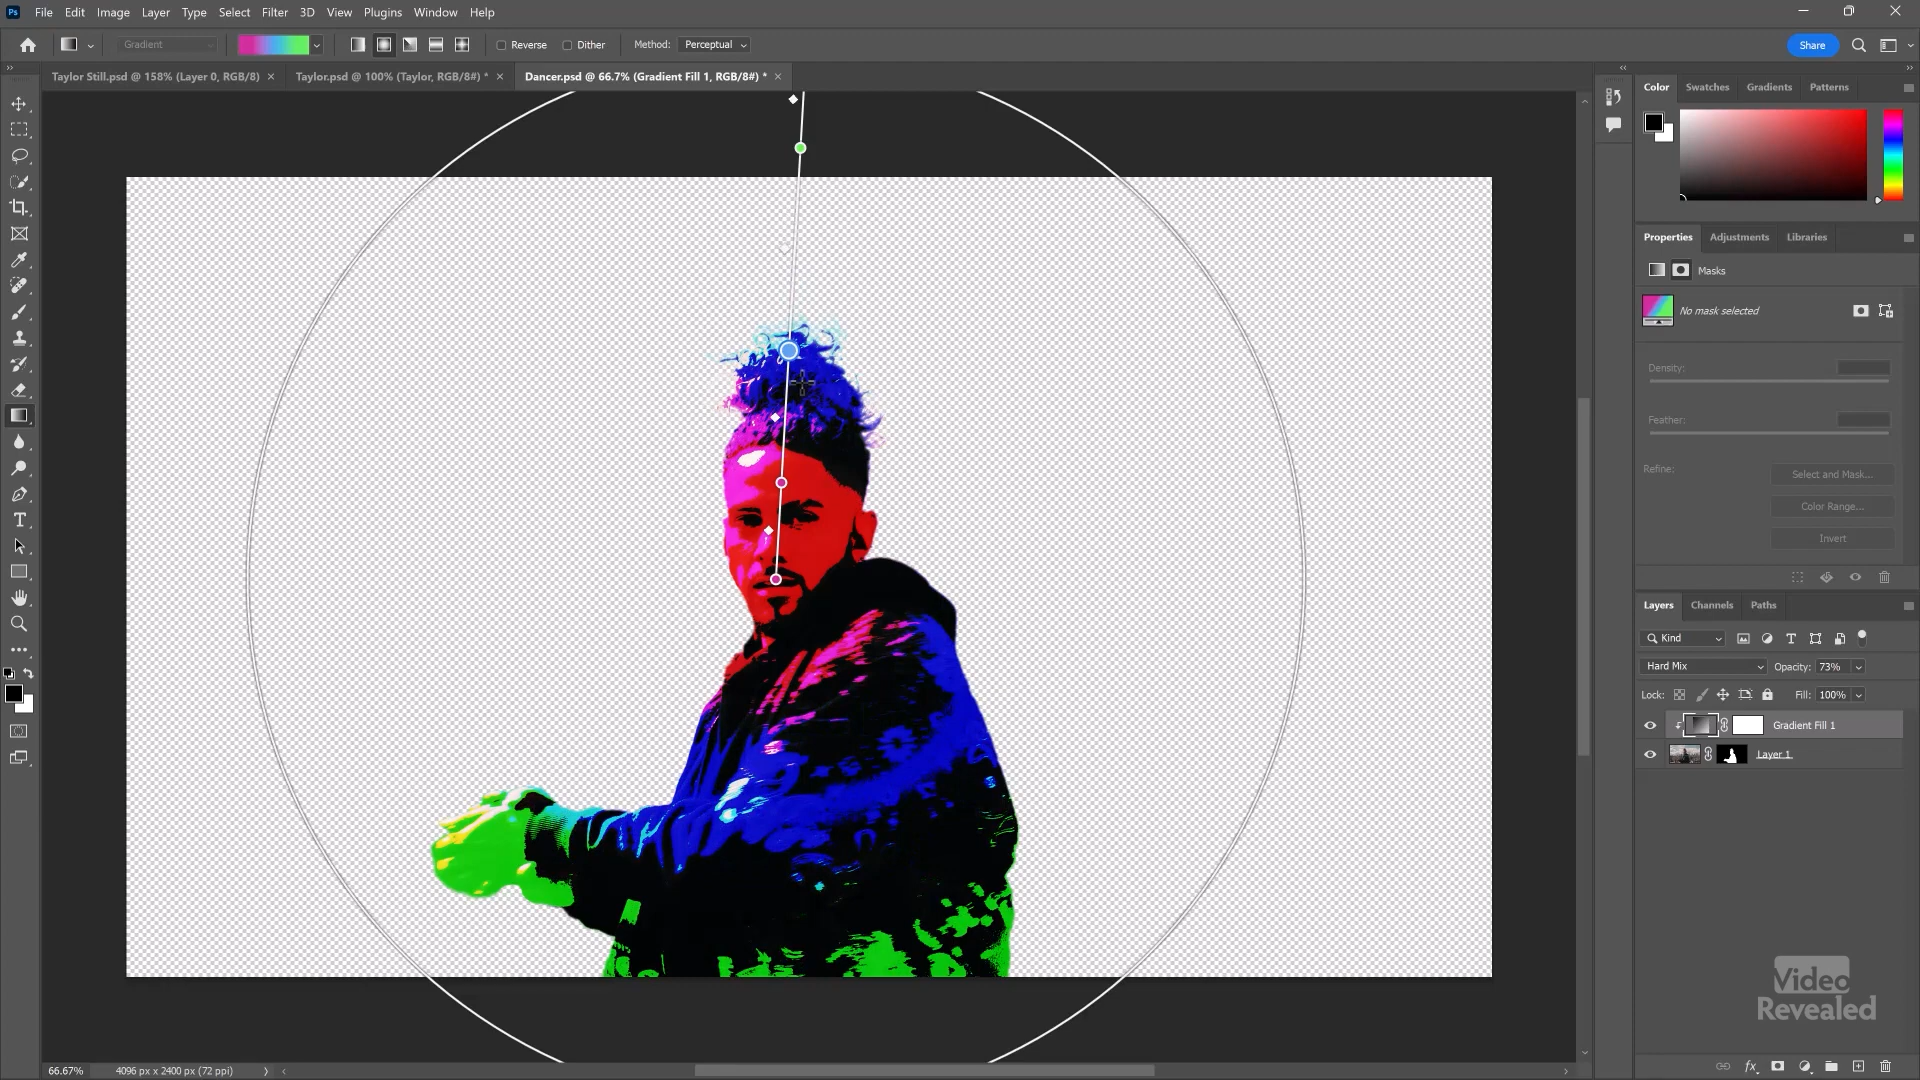 Ps File Edit Image Layer Type Select Filter 3D View Plugins Window Help
Gradient Reverse Dither Method: Perceptual Share
Taylor Still.psd @ 158% (Layer 0, RGB/8) × Taylor.psd @ 100% (Taylor, RGB/8#) * × Dancer.psd @ 66.7% (Gradient Fill 1, RGB/8#) * ×
Color Swatches Gradients Patterns
Properties Adjustments Libraries
Masks
No mask selected
Density:
Feather:
Refine:
Select and Mask...
Color Range...
Invert
Layers Channels Paths
Kind
Hard Mix Opacity: 73%
Lock: Fill: 100%
Gradient Fill 1
Layer 1
Video
Revealed
66.67% 4096 px x 2400 px (72 ppi)